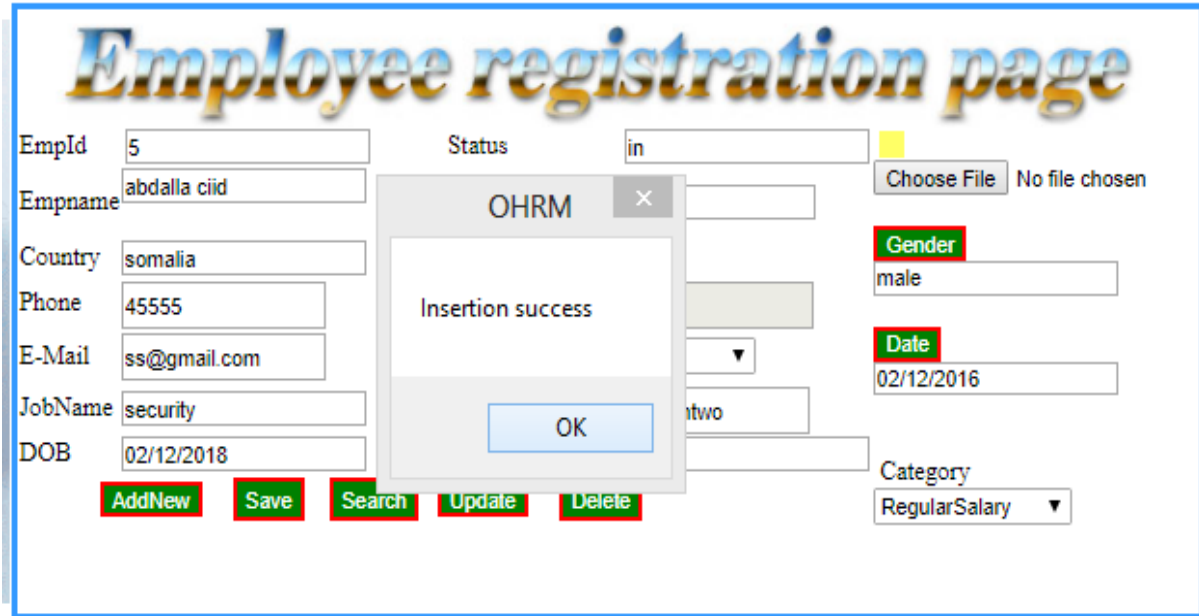 Employee registration page
EmpId 5 Status in
Choose File No file chosen
Empname abdalla ciid
OHRM
Gender
Country somalia
male
Phone 45555
Insertion success
Date
E-Mail ss@gmail.com
02/12/2016
JobName security
OK
DOB 02/12/2018
Category
AddNew Save Search Update Delete
RegularSalary